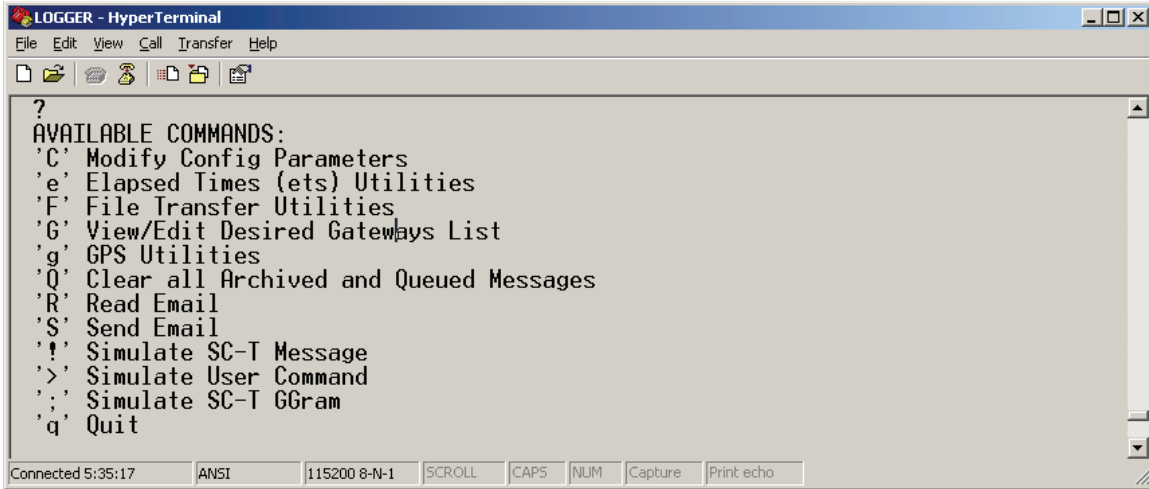 LOGGER - HyperTerminal
File Edit View Call Transfer Help
?
AVAILABLE COMMANDS:
'C' Modify Config Parameters
'e' Elapsed Times (ets) Utilities
'F' File Transfer Utilities
'G' View/Edit Desired Gateways List
'g' GPS Utilities
'Q' Clear all Archived and Queued Messages
'R' Read Email
'S' Send Email
'!' Simulate SC-T Message
'>' Simulate User Command
';' Simulate SC-T GGram
'q' Quit
Connected 5:35:17 ANSI 115200 8-N-1 SCROLL CAPS NUM Capture Print echo